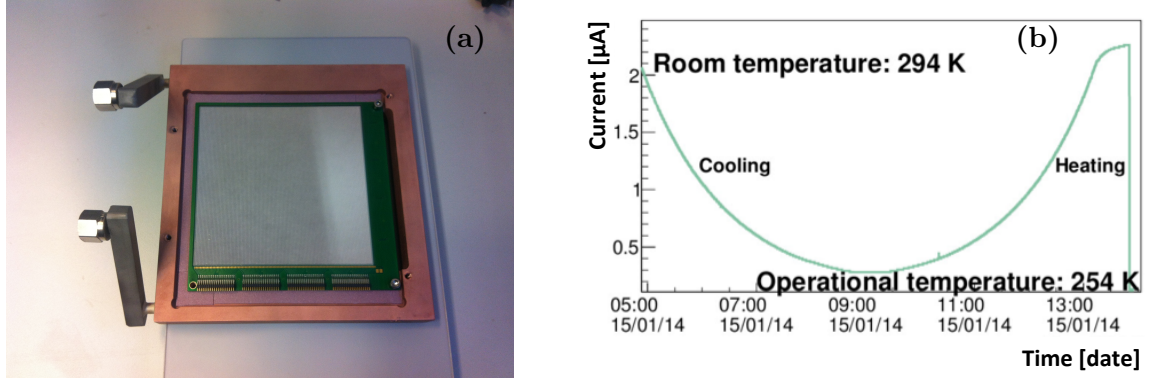 (a)
(b)
Current [µA]
Room temperature: 294 K
2
1.5
1
0.5
Cooling
Heating
Operational temperature: 254 K
05:00 07:00 09:00 11:00 13:00
15/01/14 15/01/14 15/01/14 15/01/14 15/01/14
Time [date]